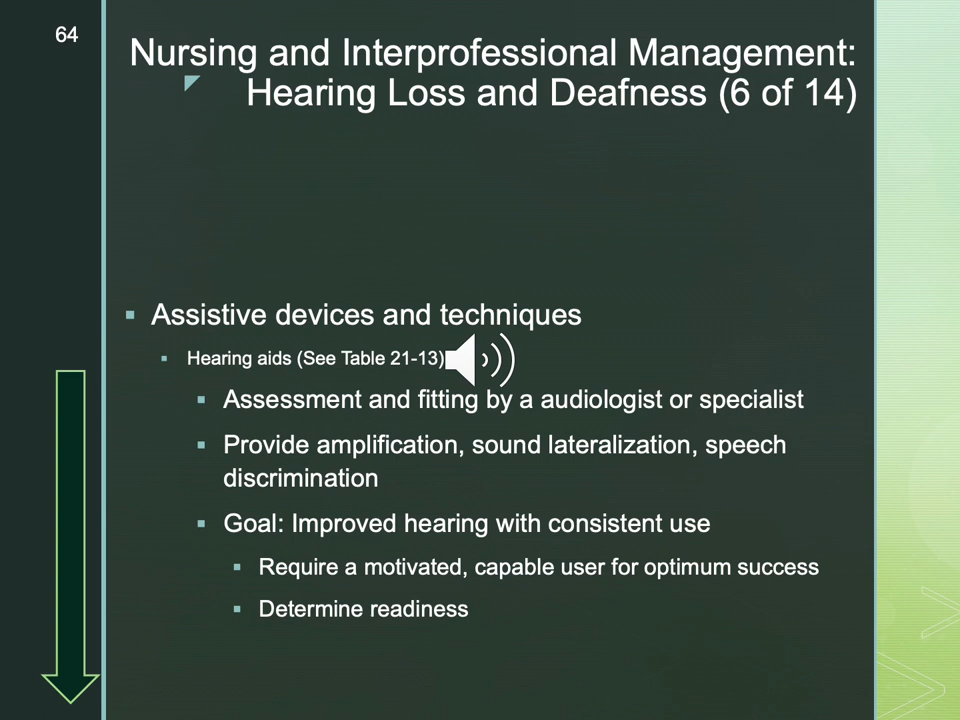 64
Nursing and Interprofessional Management:
Hearing Loss and Deafness (6 of 14)
▪ Assistive devices and techniques
▪ Hearing aids (See Table 21-13)
▪ Assessment and fitting by a audiologist or specialist
▪ Provide amplification, sound lateralization, speech
discrimination
▪ Goal: Improved hearing with consistent use
▪ Require a motivated, capable user for optimum success
▪ Determine readiness